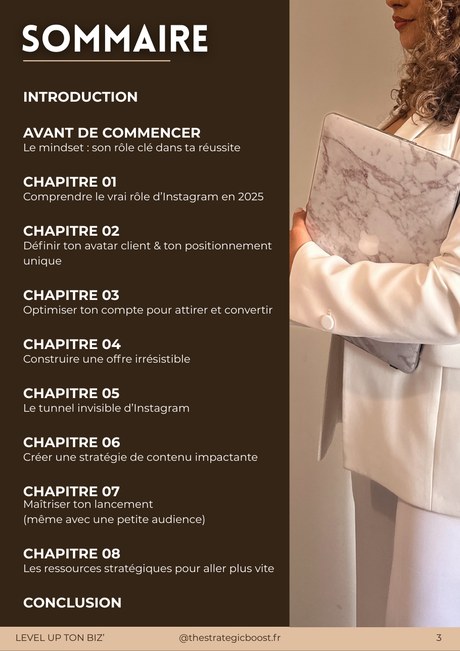 SOMMAIRE
INTRODUCTION
AVANT DE COMMENCER
Le mindset : son rôle clé dans ta réussite
CHAPITRE 01
Comprendre le vrai rôle d'Instagram en 2025
CHAPITRE 02
Définir ton avatar client & ton positionnement
unique
CHAPITRE 03
Optimiser ton compte pour attirer et convertir
CHAPITRE 04
Construire une offre irrésistible
CHAPITRE 05
Le tunnel invisible d'Instagram
CHAPITRE 06
Créer une stratégie de contenu impactante
CHAPITRE 07
Maîtriser ton lancement
(même avec une petite audience)
CHAPITRE 08
Les ressources stratégiques pour aller plus vite
CONCLUSION
LEVEL UP TON BIZ' @thestrategicboost.fr 3